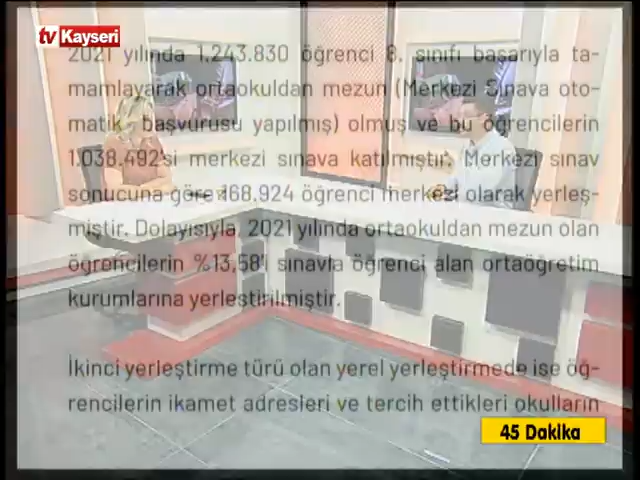 tv Kayseri
2021 yılında 1.243.830 öğrenci 8. sınıfı başarıyla ta-
mamlayarak ortaokuldan mezun (Merkezi Sınava oto-
matik başvurusu yapılmış) olmuş ve bu öğrencilerin
1.038.492'si merkezi sınava katılmıştır. Merkezi sınav
sonucuna göre 168.924 öğrenci merkezi olarak yerleş-
miştir. Dolayısıyla, 2021 yılında ortaokuldan mezun olan
öğrencilerin %13,58'i sınavla öğrenci alan ortaöğretim
kurumlarına yerleştirilmiştir.
İkinci yerleştirme türü olan yerel yerleştirmede ise öğ-
rencilerin ikamet adresleri ve tercih ettikleri okulların
45 Dakika